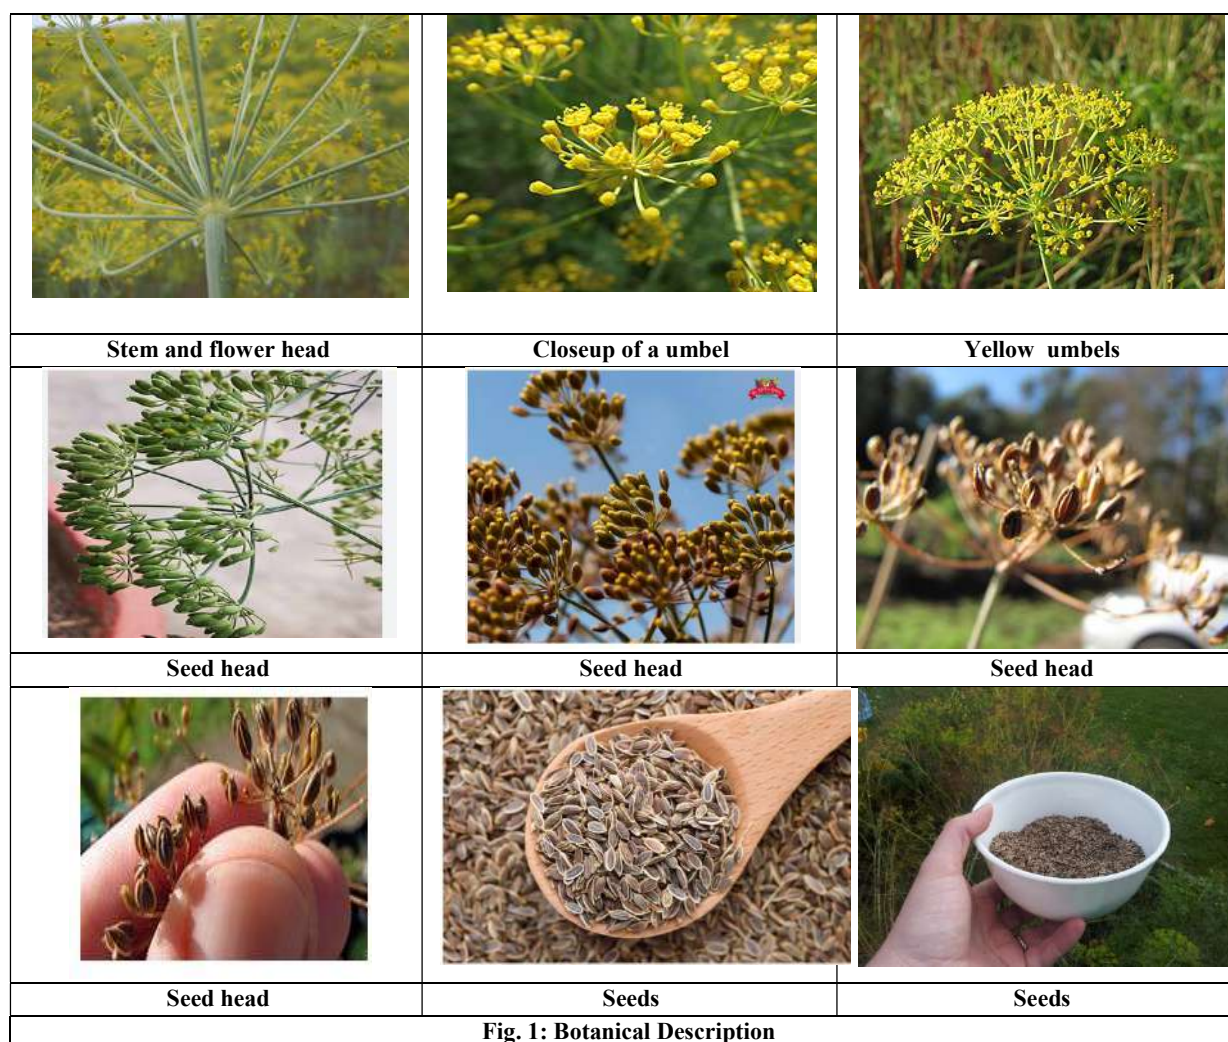 Stem and flower head
Closeup of a umbel
Yellow umbels
Seed head
Seed head
Seed head
Seed head
Seeds
Seeds
Fig. 1: Botanical Description